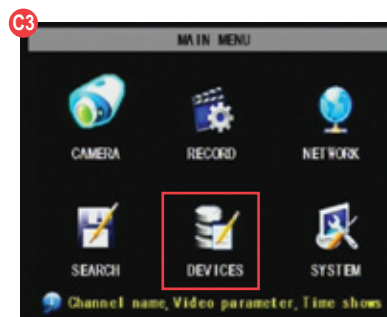 C3
MAIN MENU
CAMERA RECORD NETWORK
SEARCH DEVICES SYSTEM
Channel name, Video parameter, Time shows